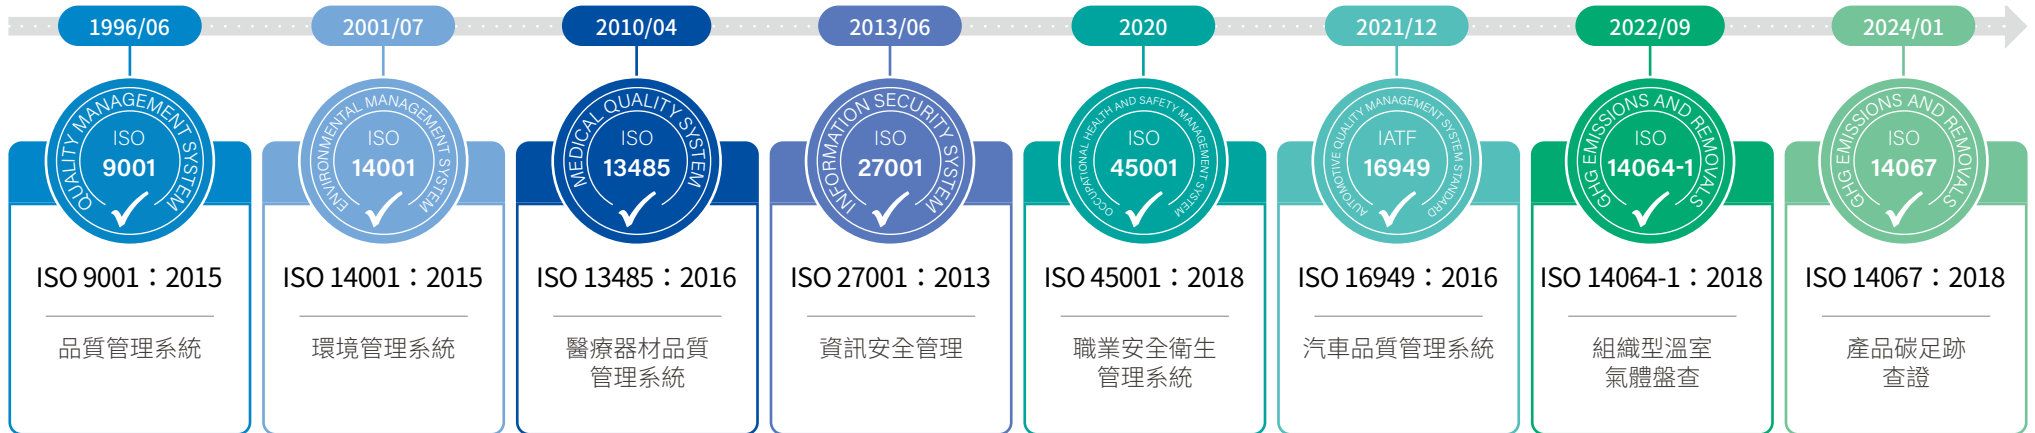 1996/06
QUALITY MANAGEMENT SYSTEM
ISO
9001
ISO 9001：2015
品質管理系統
2001/07
ENVIRONMENTAL MANAGEMENT SYSTEM
ISO
14001
ISO 14001：2015
環境管理系統
2010/04
MEDICAL QUALITY SYSTEM
ISO
13485
ISO 13485：2016
醫療器材品質
管理系統
2013/06
INFORMATION SECURITY SYSTEM
ISO
27001
ISO 27001：2013
資訊安全管理
2020
OCCUPATIONAL HEALTH AND SAFETY MANAGEMENT SYSTEM
ISO
45001
ISO 45001：2018
職業安全衛生
管理系統
2021/12
AUTOMOTIVE QUALITY MANAGEMENT SYSTEM STANDARD
IATF
16949
ISO 16949：2016
汽車品質管理系統
2022/09
GHG EMISSIONS AND REMOVALS
ISO
14064-1
ISO 14064-1：2018
組織型溫室
氣體盤查
2024/01
GHG EMISSIONS AND REMOVALS
ISO
14067
ISO 14067：2018
產品碳足跡
查證